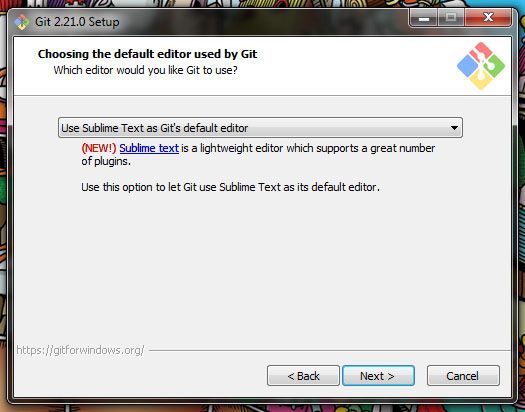 Git 2.21.0 Setup
Choosing the default editor used by Git
Which editor would you like Git to use?
Use Sublime Text as Git's default editor
(NEW!) Sublime text is a lightweight editor which supports a great number
of plugins.
Use this option to let Git use Sublime Text as its default editor.
https://gitforwindows.org/
< Back
Next >
Cancel